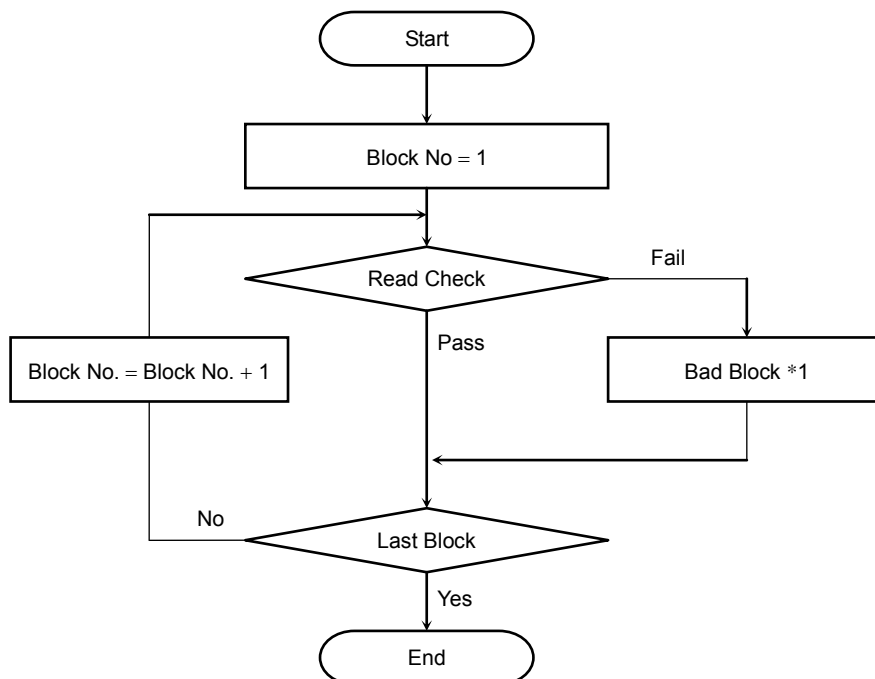 Start
Block No = 1
Read Check
Fail
Pass
Block No. = Block No. + 1
Bad Block *1
No
Last Block
Yes
End